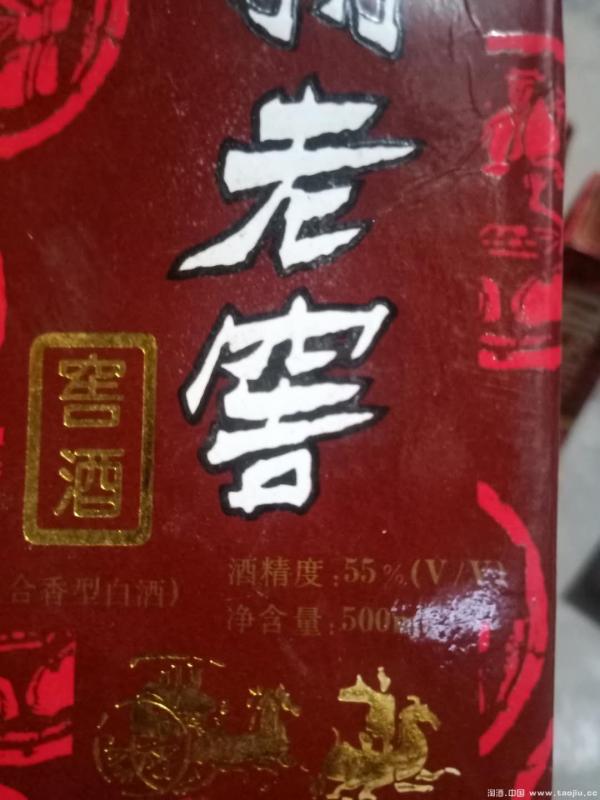 老窖
窖酒
合香型白酒)
酒精度:55%(V/V)
净含量:500
淘酒.中国 www.taojiu.cc